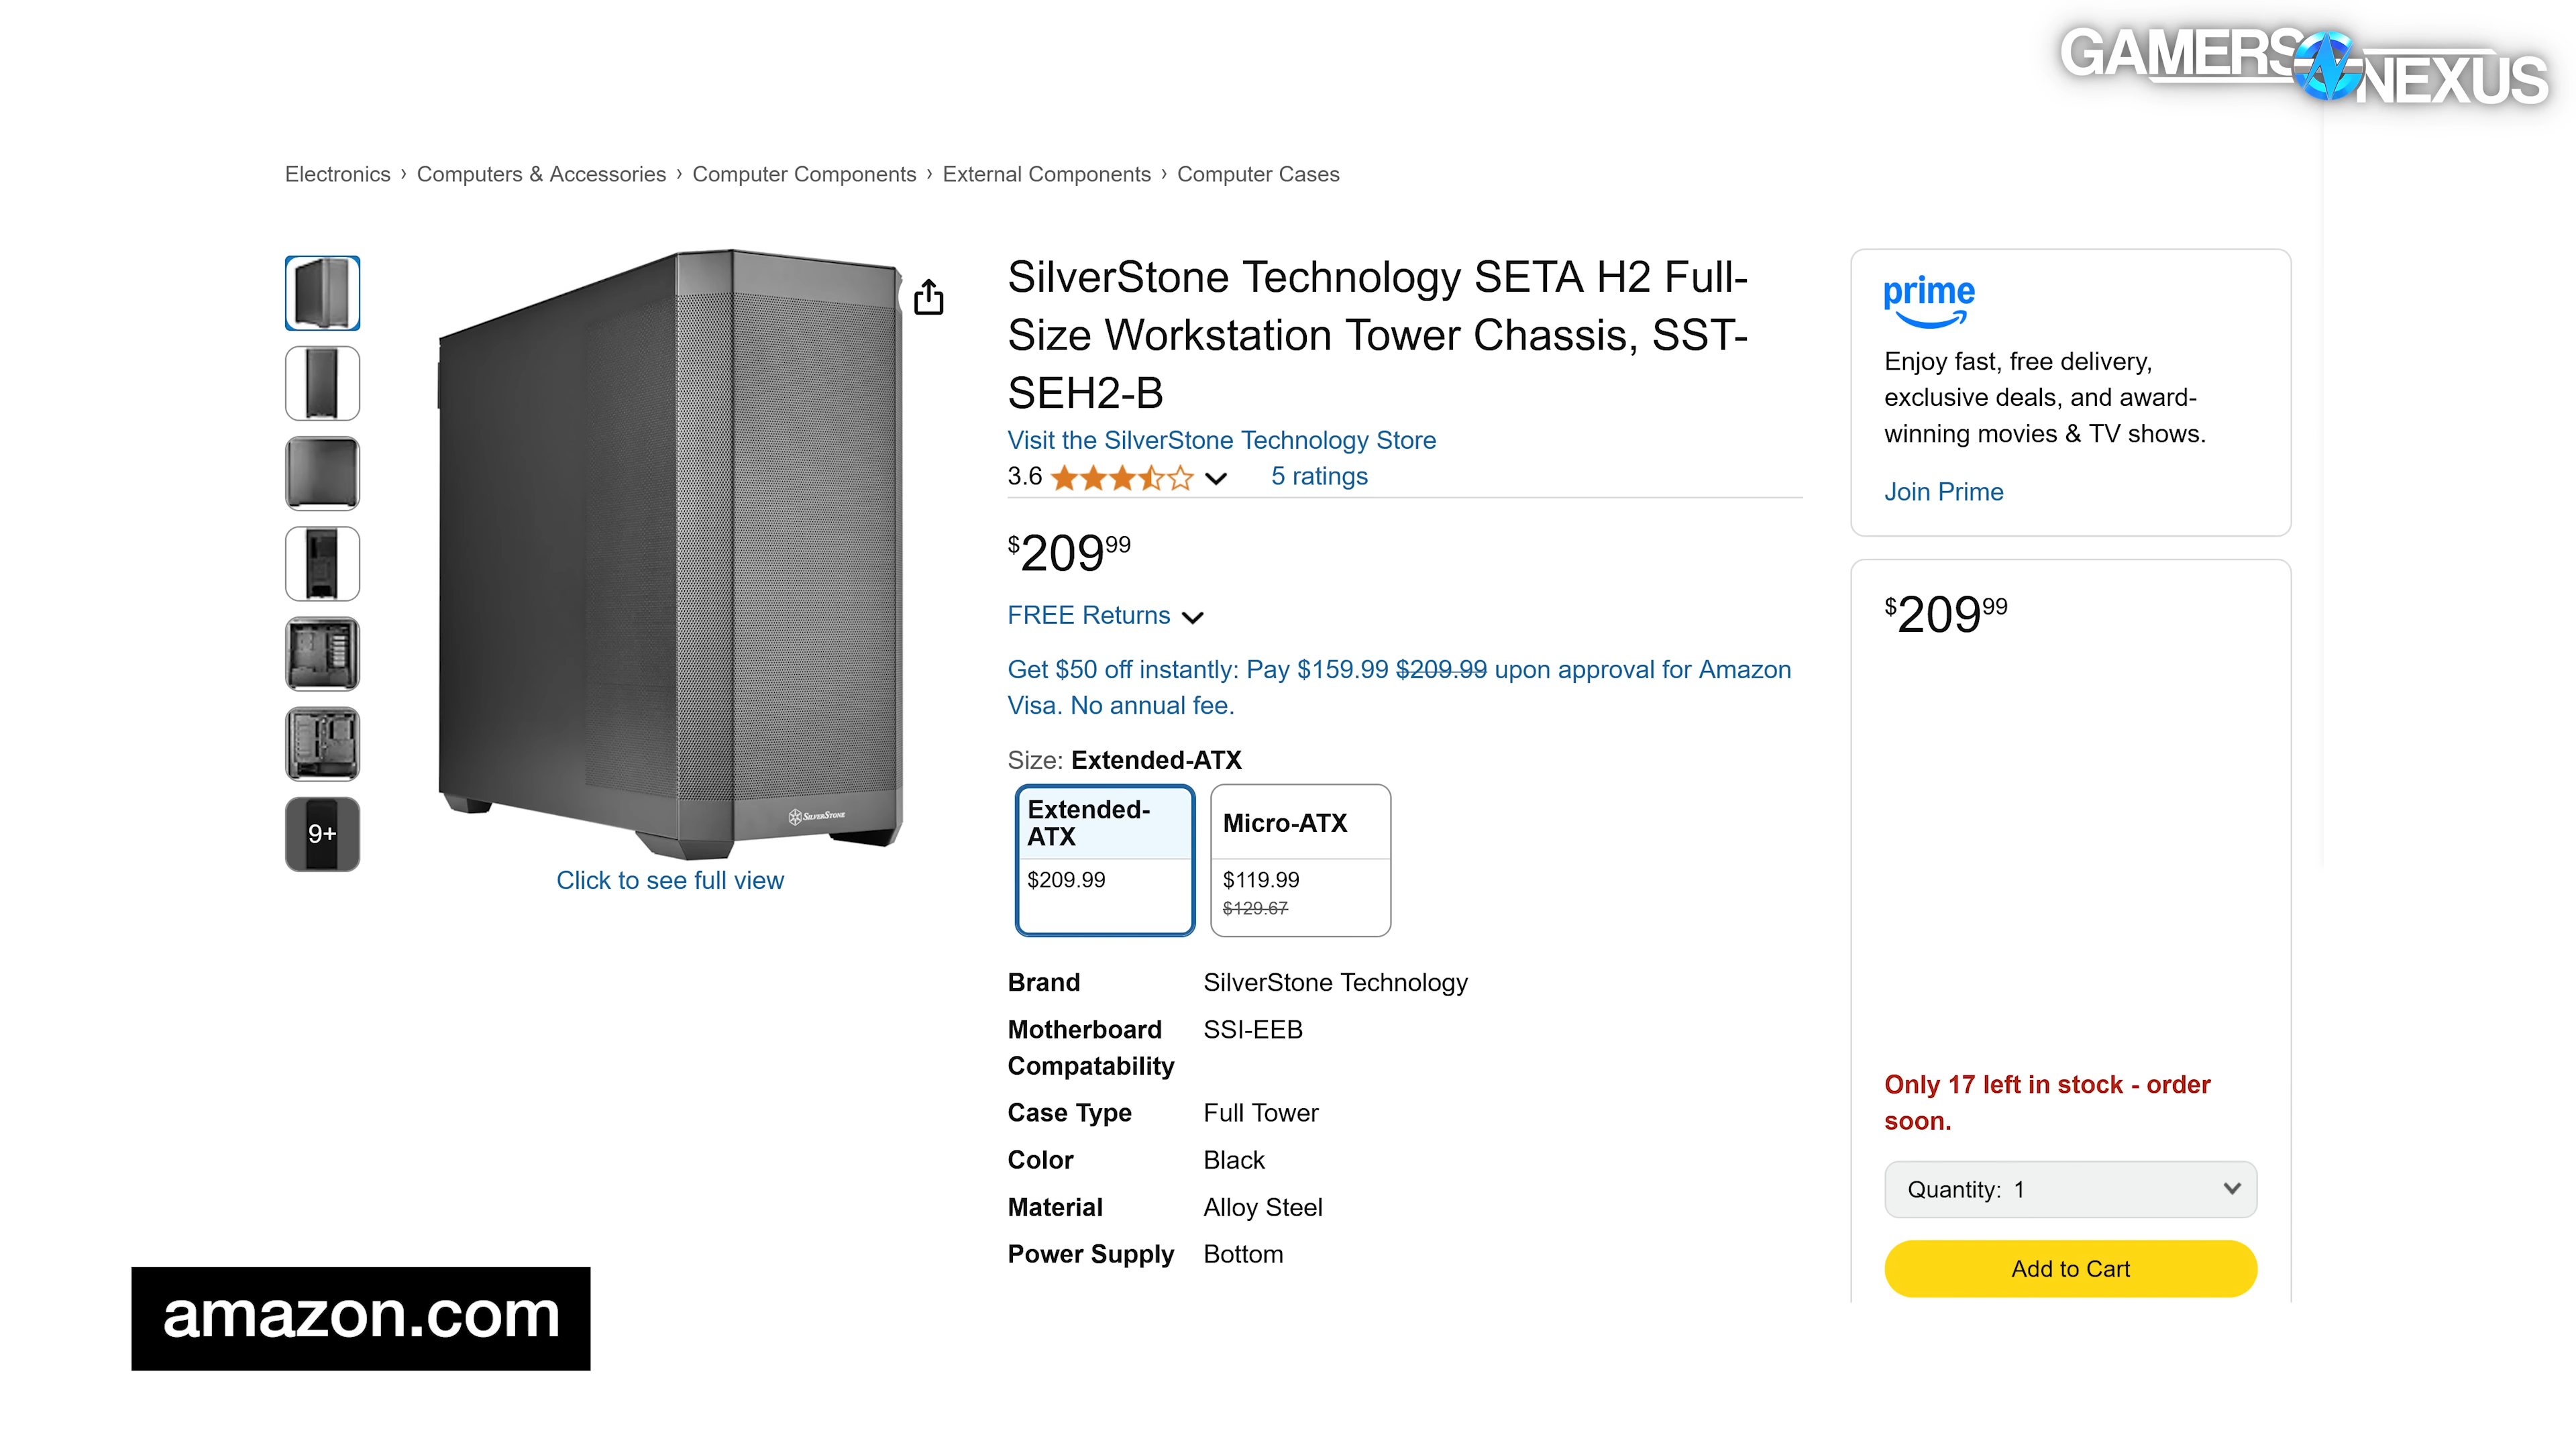 GAMERS NEXUS
Electronics › Computers & Accessories › Computer Components › External Components › Computer Cases
SilverStone Technology SETA H2 Full-
Size Workstation Tower Chassis, SST-
SEH2-B
Visit the SilverStone Technology Store
3.6 5 ratings
$209.99
FREE Returns
Get $50 off instantly: Pay $159.99 $209.99 upon approval for Amazon
Visa. No annual fee.
Size: Extended-ATX
Extended-
ATX
$209.99
Micro-ATX
$119.99
$129.67
Brand SilverStone Technology
Motherboard SSI-EEB
Compatability
Case Type Full Tower
Color Black
Material Alloy Steel
Power Supply Bottom
9+
SILVERSTONE
Click to see full view
prime
Enjoy fast, free delivery,
exclusive deals, and award-
winning movies & TV shows.
Join Prime
$209.99
Only 17 left in stock - order
soon.
Quantity: 1
Add to Cart
amazon.com